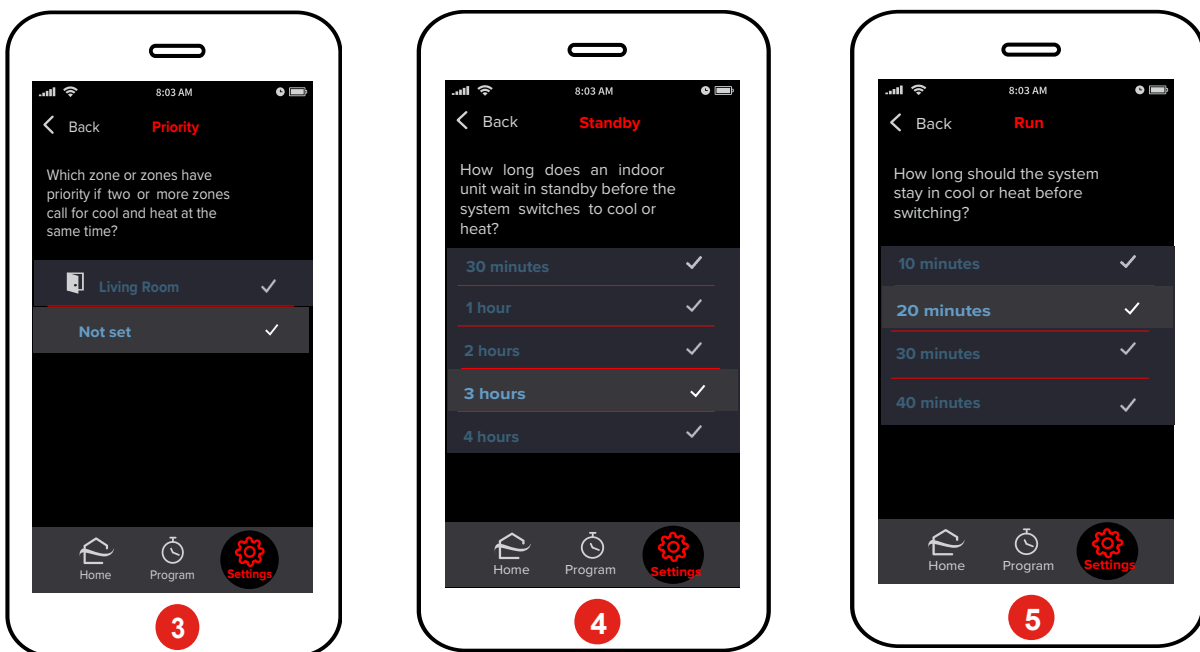 8:03 AM
Back Priority
Which zone or zones have
priority if two or more zones
call for cool and heat at the
same time?
Living Room
Not set
Home Program Settings
3
8:03 AM
Back Standby
How long does an indoor
unit wait in standby before the
system switches to cool or
heat?
30 minutes
1 hour
2 hours
3 hours
4 hours
Home Program Settings
4
8:03 AM
Back Run
How long should the system
stay in cool or heat before
switching?
10 minutes
20 minutes
30 minutes
40 minutes
Home Program Settings
5